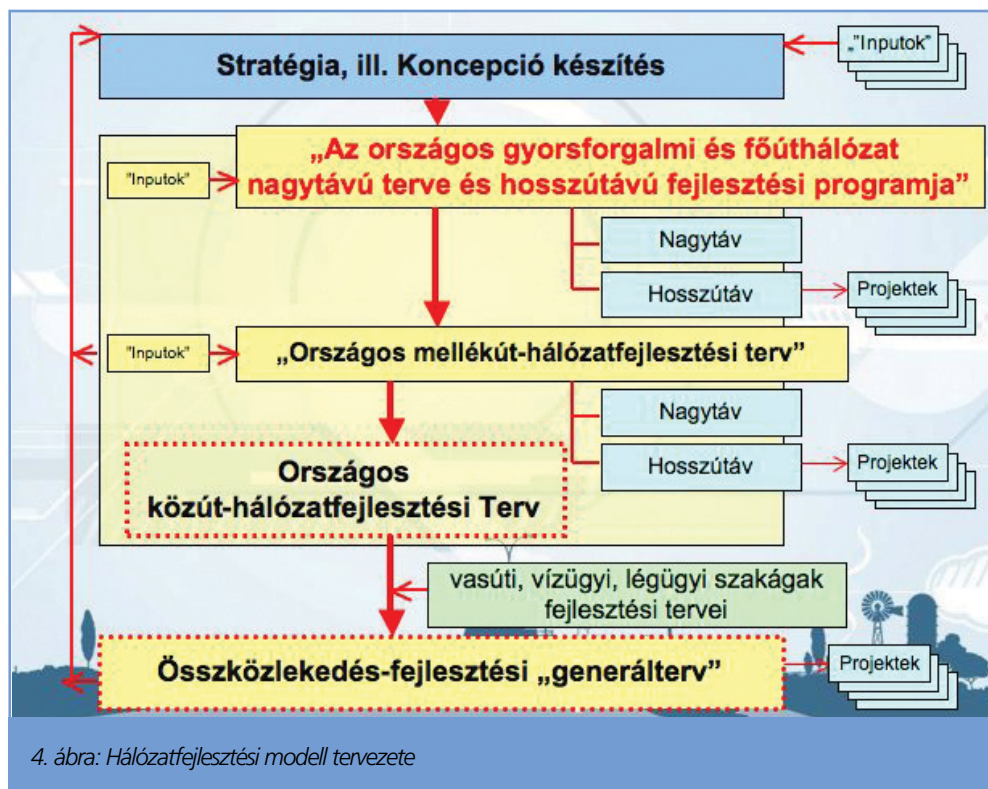 Stratégia, ill. Koncepció készítés
„"Inputok"
„Az országos gyorsforgalmi és főúthálózat
nagytávú terve és hosszútávú fejlesztési programja”
"Inputok"
Nagytáv
Hosszútáv
Projektek
"Inputok"
„Országos mellékút-hálózatfejlesztési terv”
Nagytáv
Hosszútáv
Projektek
Országos
közút-hálózatfejlesztési Terv
vasúti, vízügyi, légügyi szakágak
fejlesztési tervei
Összközlekedés-fejlesztési „generálterv”
Projektek
4. ábra: Hálózatfejlesztési modell tervezete